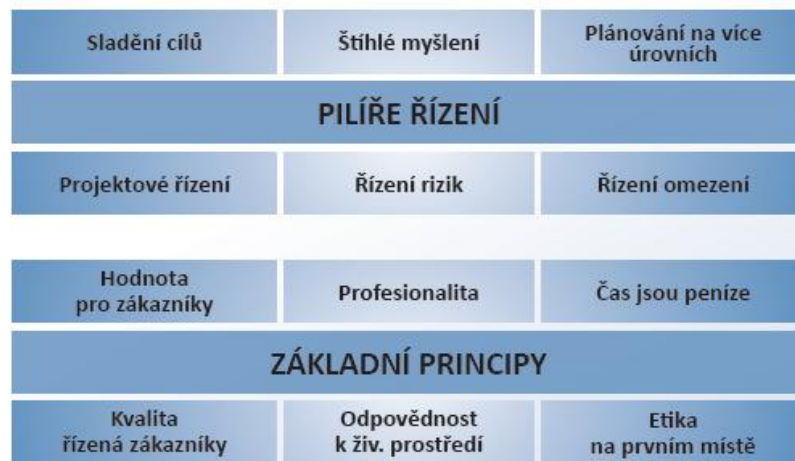 Sladění cílů
Štíhlé myšlení
Plánování na více
úrovních
PILÍŘE ŘÍZENÍ
Projektové řízení
Řízení rizik
Řízení omezení
Hodnota
pro zákazníky
Profesionalita
Čas jsou peníze
ZÁKLADNÍ PRINCIPY
Kvalita
řízená zákazníky
Odpovědnost
k živ. prostředí
Etika
na prvním místě